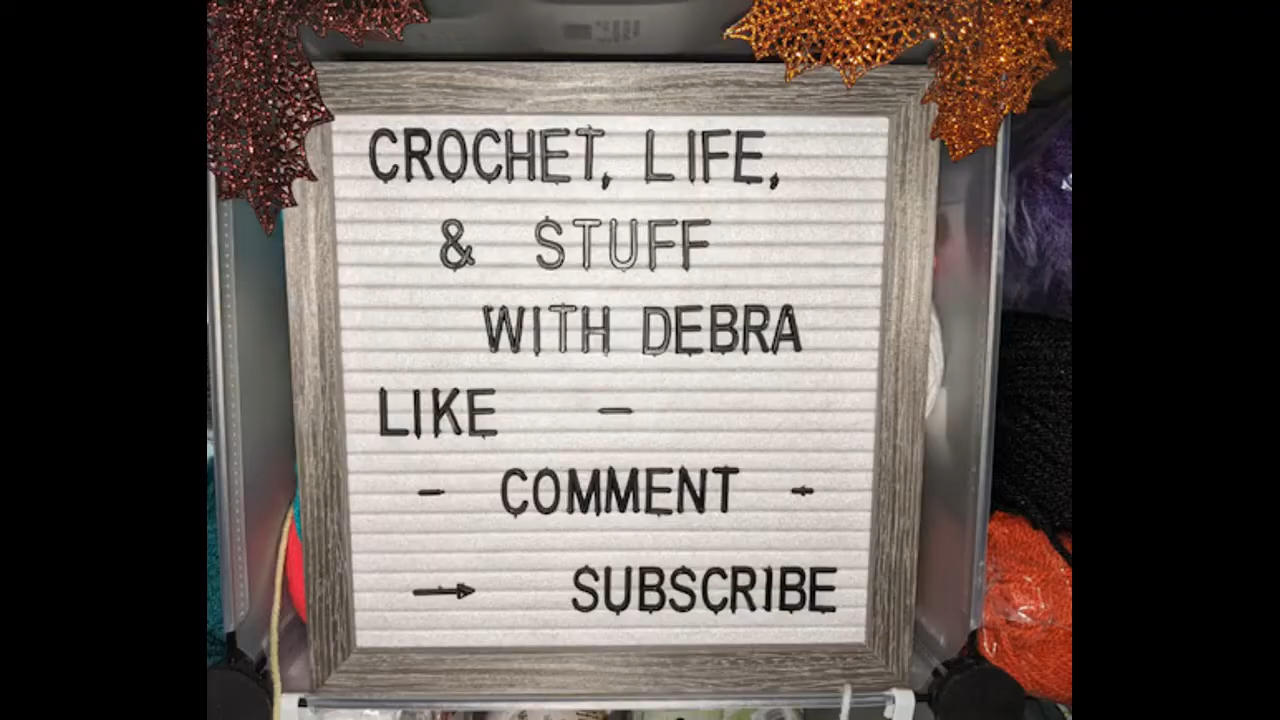 CROCHET, LIFE,
& STUFF
WITH DEBRA
LIKE -
- COMMENT -
→ SUBSCRIBE